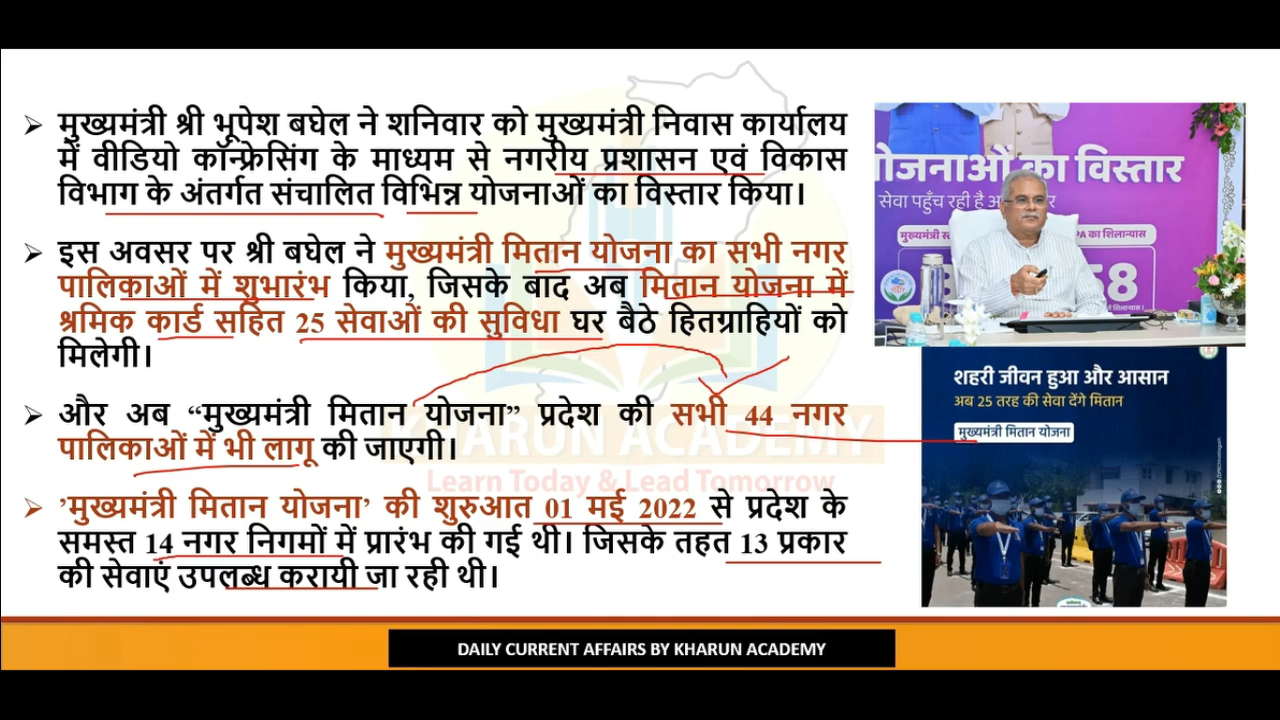 ➢ मुख्यमंत्री श्री भूपेश बघेल ने शनिवार को मुख्यमंत्री निवास कार्यालय
में वीडियो कॉन्फ्रेसिंग के माध्यम से नगरीय प्रशासन एवं विकास
विभाग के अंतर्गत संचालित विभिन्न योजनाओं का विस्तार किया।
➢ इस अवसर पर श्री बघेल ने मुख्यमंत्री मितान योजना का सभी नगर
पालिकाओं में शुभारंभ किया, जिसके बाद अब मितान योजना में
श्रमिक कार्ड सहित 25 सेवाओं की सुविधा घर बैठे हितग्राहियों को
मिलेगी।
➢ और अब “मुख्यमंत्री मितान योजना” प्रदेश की सभी 44 नगर
पालिकाओं में भी लागू की जाएगी।
➢ ’मुख्यमंत्री मितान योजना’ की शुरुआत 01 मई 2022 से प्रदेश के
समस्त 14 नगर निगमों में प्रारंभ की गई थी। जिसके तहत 13 प्रकार
की सेवाएं उपलब्ध करायी जा रही थी।
KHARUN ACADEMY
Learn Today & Lead Tomorrow
योजनाओं का विस्तार
सेवा पहुँच रही है
मुख्यमंत्री
का शिलान्यास
58
शहरी जीवन हुआ और आसान
अब 25 तरह की सेवा देंगे मितान
मुख्यमंत्री मितान योजना
DAILY CURRENT AFFAIRS BY KHARUN ACADEMY